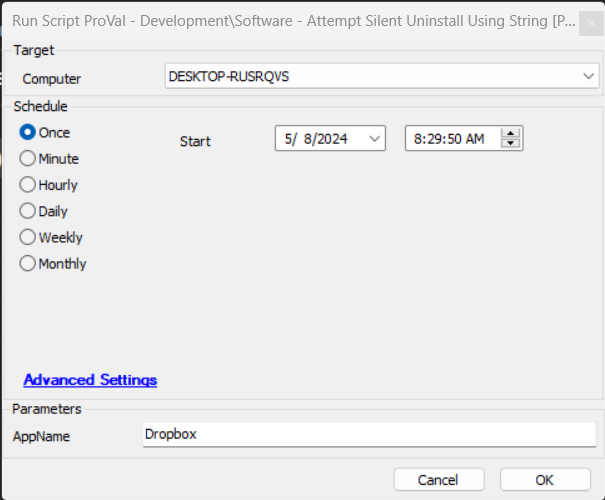 Run Script ProVal - Development\Software - Attempt Silent Uninstall Using String [P...
Target
Computer DESKTOP-RUSRQVS
Schedule
Once Start 5/ 8/2024 8:29:50 AM
Minute
Hourly
Daily
Weekly
Monthly
Advanced Settings
Parameters
AppName Dropbox
Cancel OK